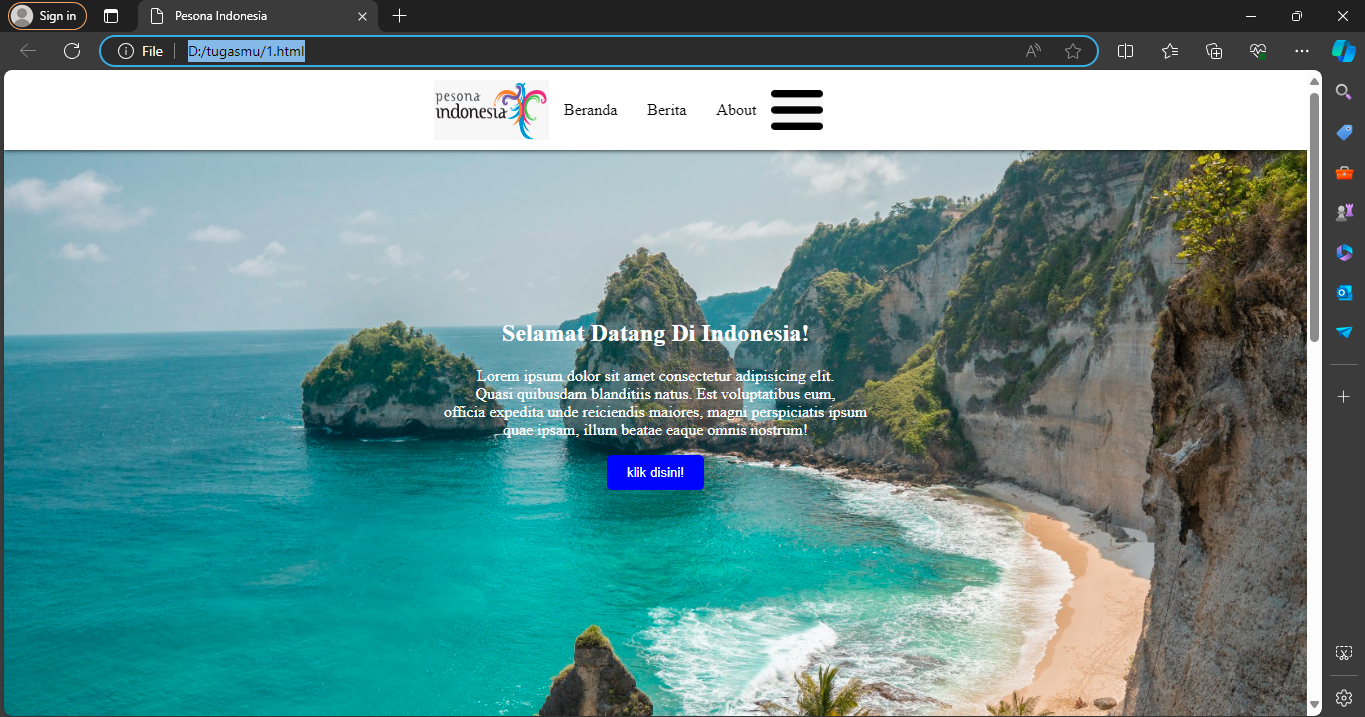 Sign in
Pesona Indonesia
File
D:/tugasmu/1.html
pesona
indonesia
Beranda
Berita
About
Selamat Datang Di Indonesia!
Lorem ipsum dolor sit amet consectetur adipisicing elit.
Quasi quibusdam blanditiis natus. Est voluptatibus eum,
officia expedita unde reiciendis maiores, magni perspiciatis ipsum
quae ipsam, illum beatae eaque omnis nostrum!
klik disini!